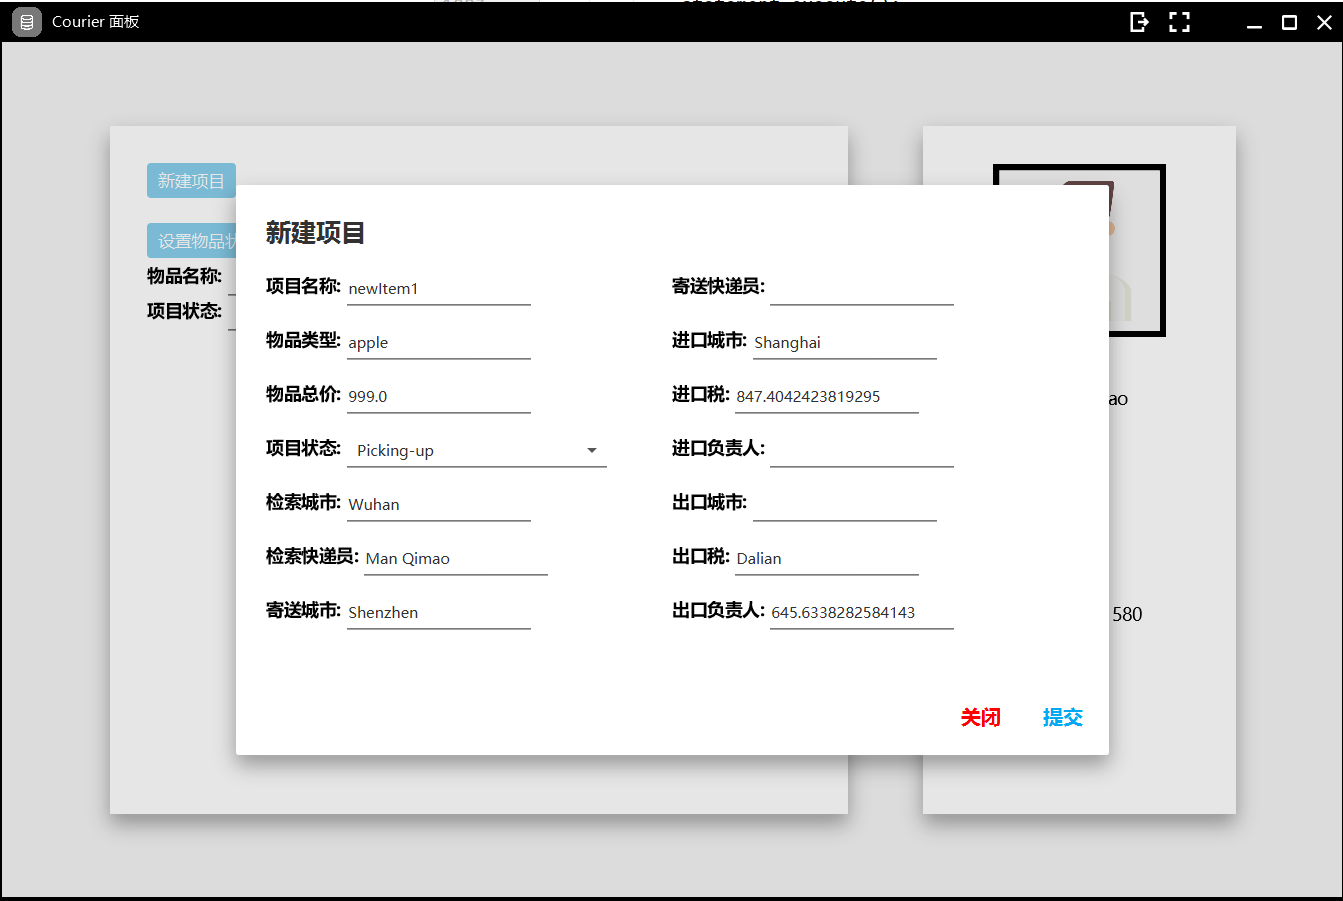 Courier 面板
新建项目
设置物品状
物品名称:
项目状态:
新建项目
项目名称: newItem1
物品类型: apple
物品总价: 999.0
项目状态: Picking-up
检索城市: Wuhan
检索快递员: Man Qimao
寄送城市: Shenzhen
寄送快递员:
进口城市: Shanghai
进口税: 847.4042423819295
进口负责人:
出口城市:
出口税: Dalian
出口负责人: 645.6338282584143
关闭 提交
ao
580